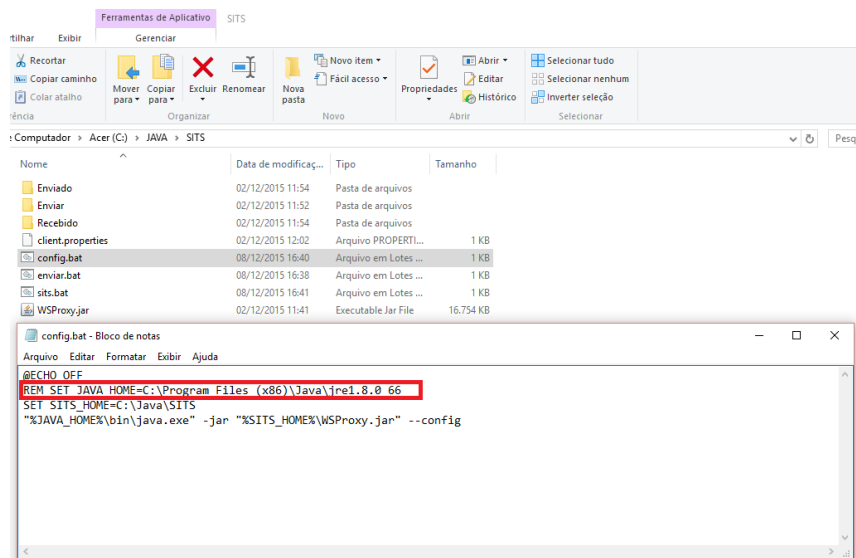 Ferramentas de Aplicativo SITS
rtilhar Exibir Gerenciar
Recortar
Copiar caminho
Colar atalho
Mover para Copiar para Excluir Renomear
Nova pasta
Novo item
Fácil acesso
Propriedades
Abrir
Editar
Histórico
Selecionar tudo
Selecionar nenhum
Inverter seleção
ência Organizar Novo Abrir Selecionar
e Computador > Acer (C:) > JAVA > SITS Pesq
Nome Data de modificaç... Tipo Tamanho
Enviado 02/12/2015 11:54 Pasta de arquivos
Enviar 02/12/2015 11:52 Pasta de arquivos
Recebido 02/12/2015 11:54 Pasta de arquivos
client.properties 02/12/2015 12:02 Arquivo PROPERTI... 1 KB
config.bat 08/12/2015 16:40 Arquivo em Lotes ... 1 KB
enviar.bat 08/12/2015 16:38 Arquivo em Lotes ... 1 KB
sits.bat 08/12/2015 16:41 Arquivo em Lotes ... 1 KB
WSProxy.jar 02/12/2015 11:41 Executable Jar File 16.754 KB
config.bat - Bloco de notas
Arquivo Editar Formatar Exibir Ajuda
@ECHO OFF
REM SET JAVA_HOME=C:\Program Files (x86)\Java\jre1.8.0_66
SET SITS_HOME=C:\Java\SITS
"%JAVA_HOME%\bin\java.exe" -jar "%SITS_HOME%\WSProxy.jar" --config